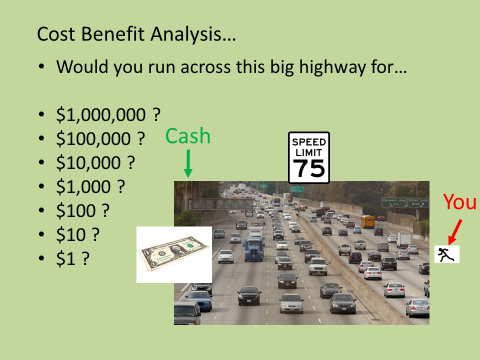 Cost Benefit Analysis…
• Would you run across this big highway for…
• $1,000,000 ?
• $100,000 ?
• $10,000 ?
• $1,000 ?
• $100 ?
• $10 ?
• $1 ?
Cash
SPEED
LIMIT
75
You